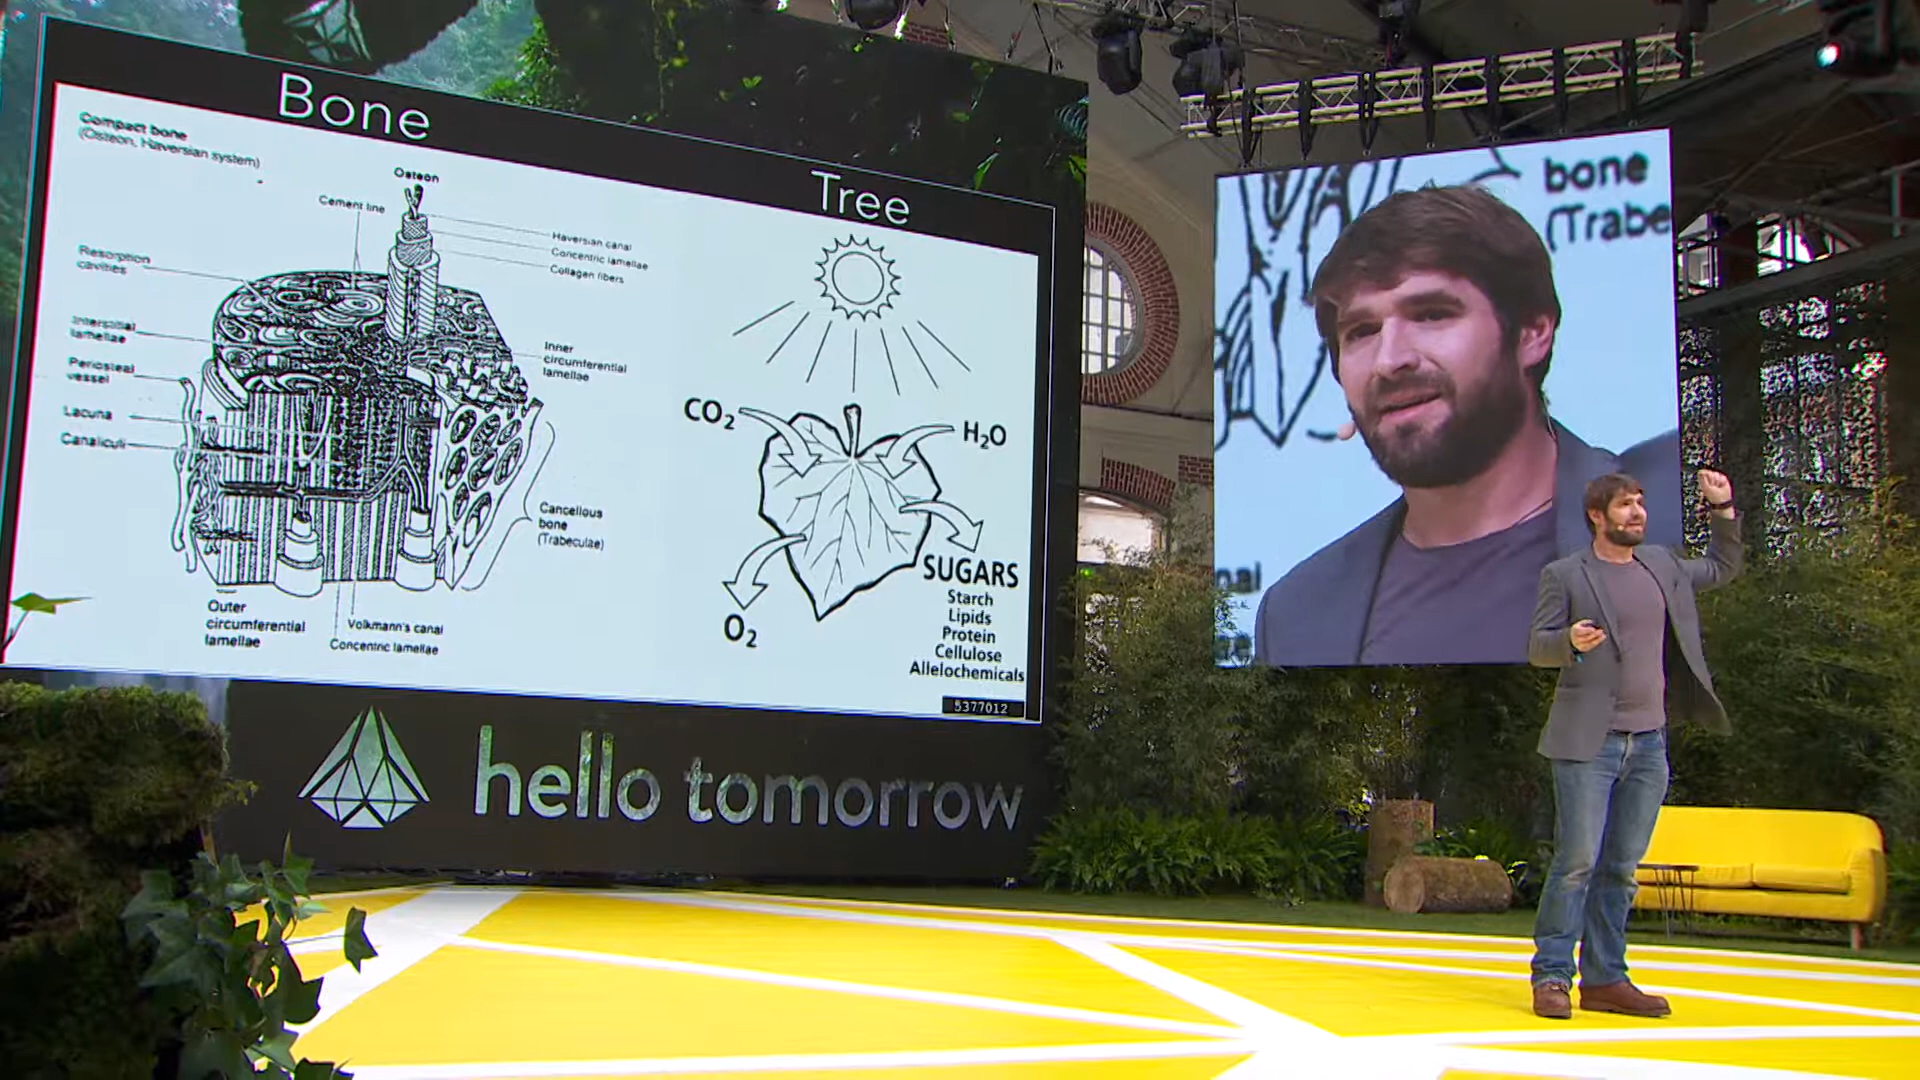 Bone
Compact bone
(Osteon, Haversian system)
Osteon
Cement line
Haversian canal
Concentric lamellae
Collagen fibers
Resorption
cavities
Interstitial
lamellae
Periosteal
vessel
Lacuna
Canaliculi
Inner
circumferential
lamellae
Cancellous
bone
(Trabeculae)
Outer
circumferential
lamellae
Volkmann's canal
Concentric lamellae
Tree
CO2
H2O
O2
SUGARS
Starch
Lipids
Protein
Cellulose
Allelochemicals
5377012
hello tomorrow
bone
(Trabe
nal